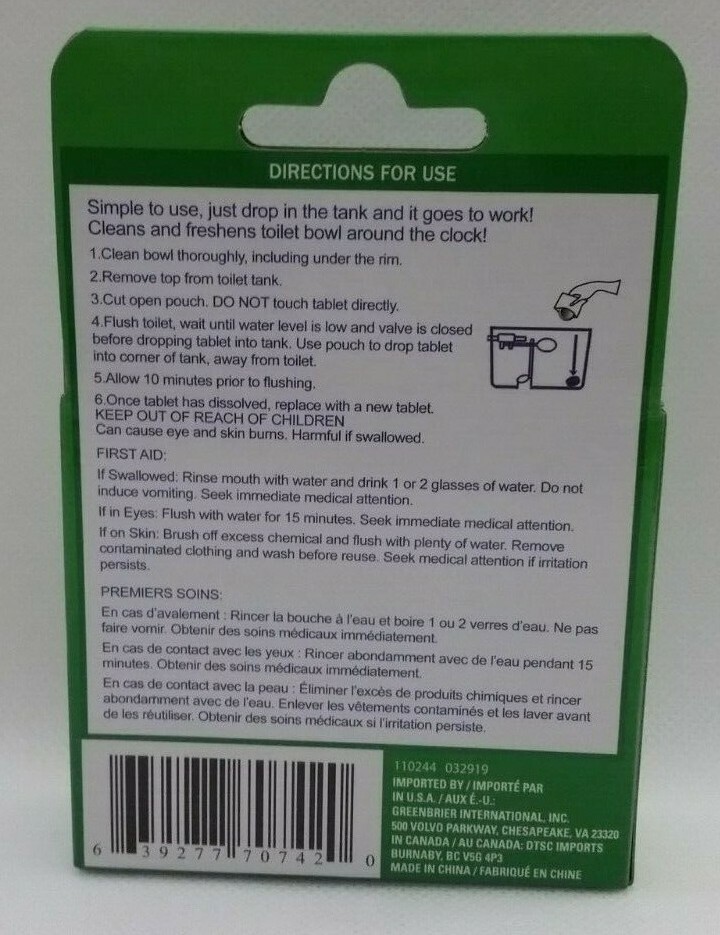 DIRECTIONS FOR USE
Simple to use, just drop in the tank and it goes to work!
Cleans and freshens toilet bowl around the clock!
1.Clean bowl thoroughly, including under the rim.
2.Remove top from toilet tank.
3.Cut open pouch. DO NOT touch tablet directly.
4.Flush toilet, wait until water level is low and valve is closed
before dropping tablet into tank. Use pouch to drop tablet
into corner of tank, away from toilet.
5.Allow 10 minutes prior to flushing.
6.Once tablet has dissolved, replace with a new tablet.
KEEP OUT OF REACH OF CHILDREN
Can cause eye and skin burns. Harmful if swallowed.
FIRST AID:
If Swallowed: Rinse mouth with water and drink 1 or 2 glasses of water. Do not
induce vomiting. Seek immediate medical attention.
If in Eyes: Flush with water for 15 minutes. Seek immediate medical attention.
If on Skin: Brush off excess chemical and flush with plenty of water. Remove
contaminated clothing and wash before reuse. Seek medical attention if irritation
persists.
PREMIERS SOINS:
En cas d'avalement : Rincer la bouche à l'eau et boire 1 ou 2 verres d'eau. Ne pas
faire vomir. Obtenir des soins médicaux immédiatement.
En cas de contact avec les yeux : Rincer abondamment avec de l'eau pendant 15
minutes. Obtenir des soins médicaux immédiatement.
En cas de contact avec la peau : Éliminer l'excès de produits chimiques et rincer
abondamment avec de l'eau. Enlever les vêtements contaminés et les laver avant
de les réutiliser. Obtenir des soins médicaux si l'irritation persiste.
6 39277 70742 0
110244 032919
IMPORTED BY / IMPORTÉ PAR
IN U.S.A. / AUX É.-U.:
GREENBRIER INTERNATIONAL, INC.
500 VOLVO PARKWAY, CHESAPEAKE, VA 23320
IN CANADA / AU CANADA: DTSC IMPORTS
BURNABY, BC V5G 4P3
MADE IN CHINA / FABRIQUÉ EN CHINE